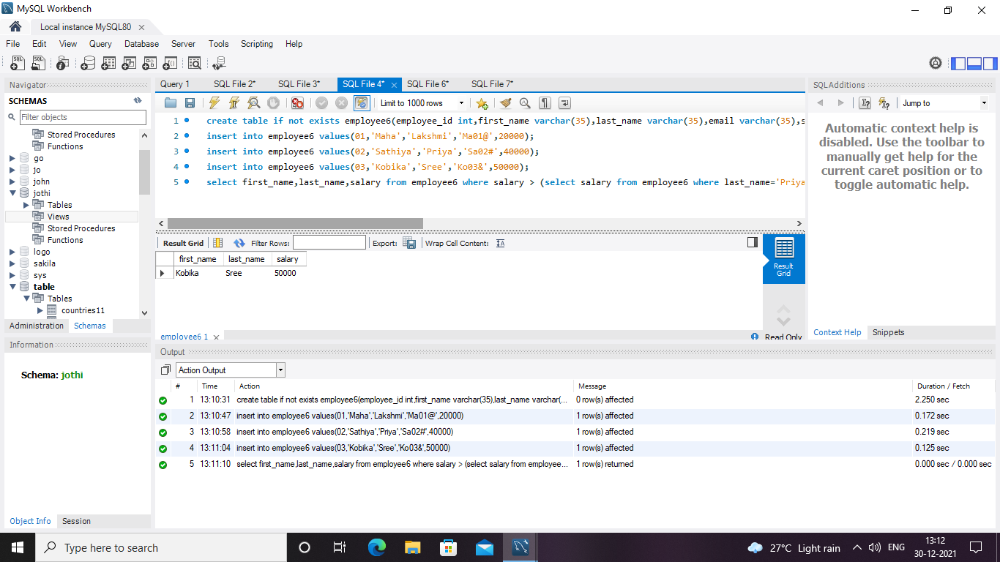 MySQL Workbench
Local instance MySQL80
File Edit View Query Database Server Tools Scripting Help
Navigator
SCHEMAS
Filter objects
Stored Procedures
Functions
go
jo
john
jothi
Tables
Views
Stored Procedures
Functions
logo
sakila
sys
table
Tables
countries11
Administration Schemas
Information
Schema: jothi
Object Info Session
Query 1 SQL File 2* SQL File 3* SQL File 4* SQL File 6* SQL File 7*
Limit to 1000 rows
1 create table if not exists employee6(employee_id int,first_name varchar(35),last_name varchar(35),email varchar(35),s
2 insert into employee6 values(01,'Maha','Lakshmi','Ma01@',20000);
3 insert into employee6 values(02,'Sathiya','Priya','Sa02#',40000);
4 insert into employee6 values(03,'Kobika','Sree','Ko03&',50000);
5 select first_name,last_name,salary from employee6 where salary > (select salary from employee6 where last_name='Priya
Result Grid Filter Rows: Export: Wrap Cell Content:
first_name last_name salary
Kobika Sree 50000
Result
Grid
employee6 1
Read Only
SQLAdditions
Jump to
Automatic context help is
disabled. Use the toolbar to
manually get help for the
current caret position or to
toggle automatic help.
Context Help Snippets
Output
Action Output
# Time Action Message Duration / Fetch
1 13:10:31 create table if not exists employee6(employee_id int,first_name varchar(35),last_name varchar(... 0 row(s) affected 2.250 sec
2 13:10:47 insert into employee6 values(01,'Maha','Lakshmi','Ma01@',20000) 1 row(s) affected 0.172 sec
3 13:10:58 insert into employee6 values(02,'Sathiya','Priya','Sa02#',40000) 1 row(s) affected 0.219 sec
4 13:11:04 insert into employee6 values(03,'Kobika','Sree','Ko03&',50000) 1 row(s) affected 0.125 sec
5 13:11:10 select first_name,last_name,salary from employee6 where salary > (select salary from employee... 1 row(s) returned 0.000 sec / 0.000 sec
Type here to search
27°C Light rain
ENG
13:12
30-12-2021